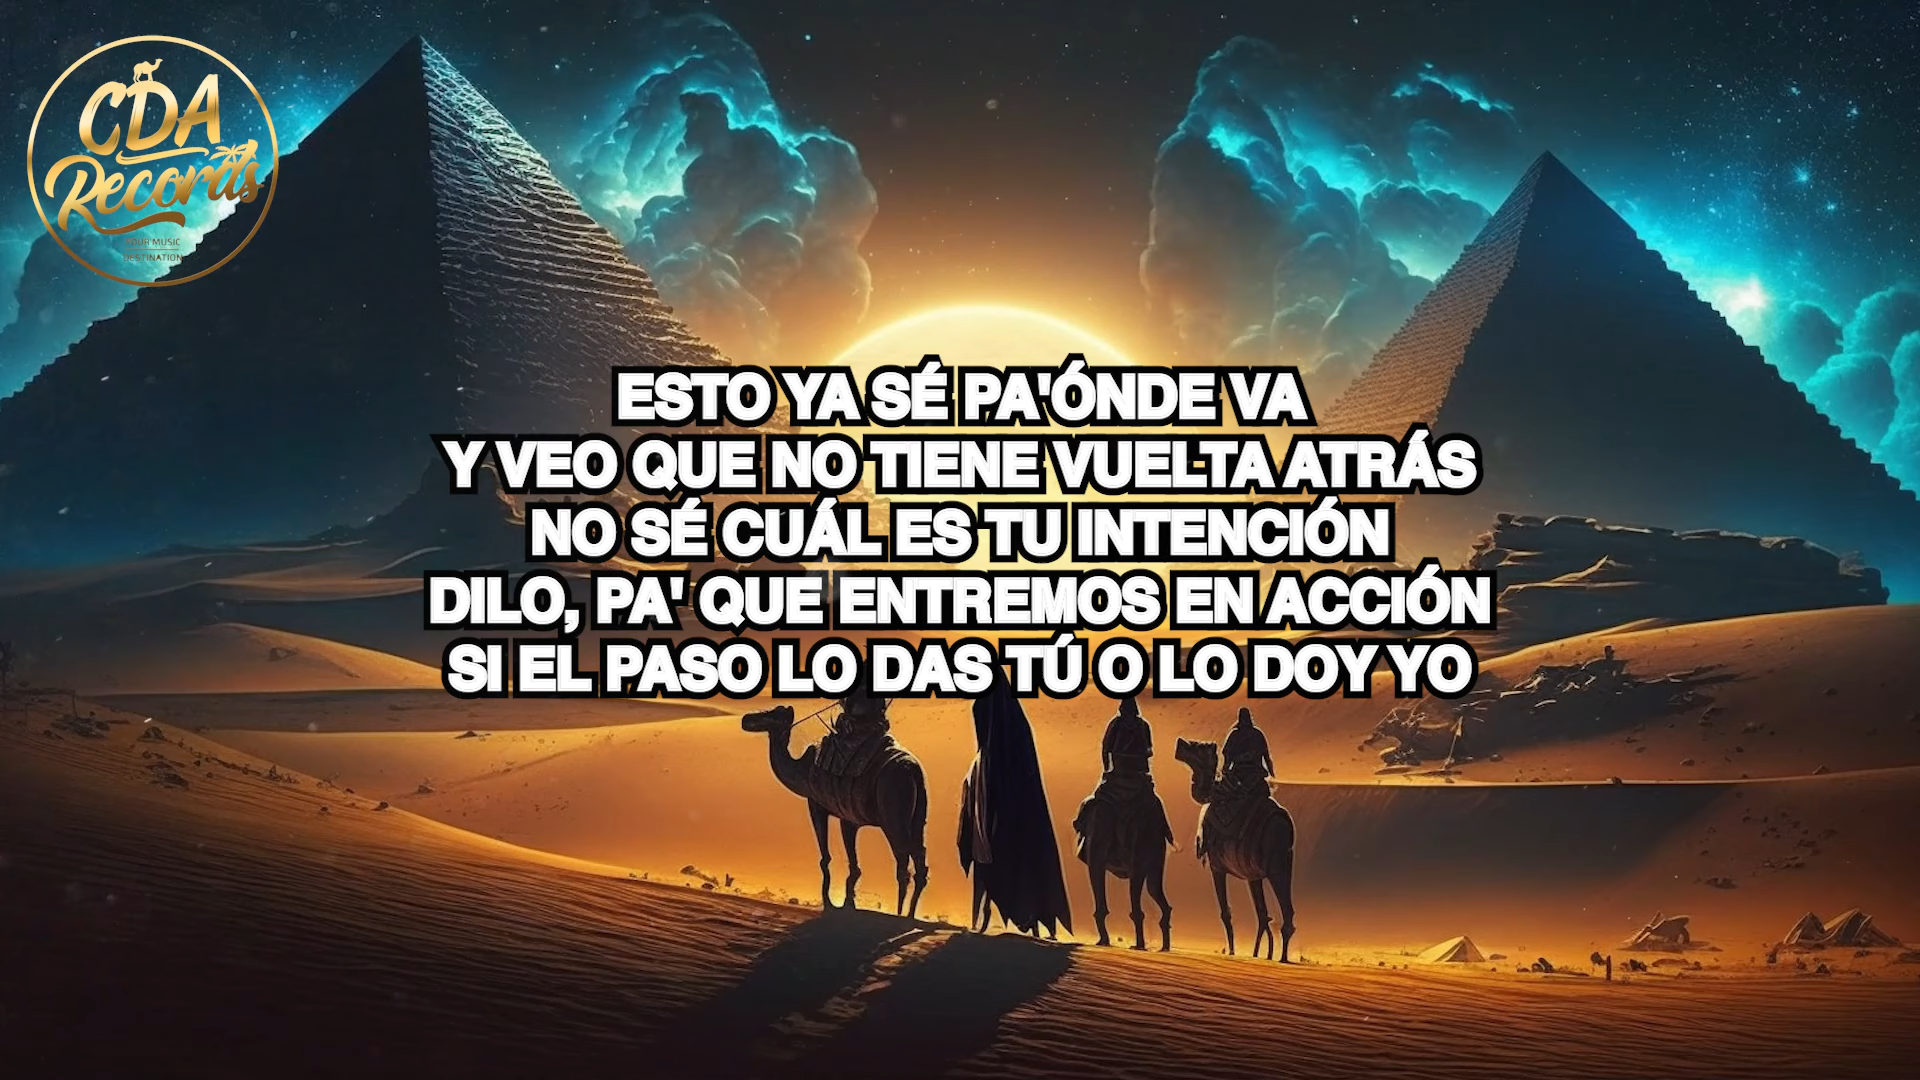 CDA
Records
YOUR MUSIC
DESTINATION
ESTO YA SÉ PA'ÓNDE VA
Y VEO QUE NO TIENE VUELTA ATRÁS
NO SÉ CUÁL ES TU INTENCIÓN
DILO, PA' QUE ENTREMOS EN ACCIÓN
SI EL PASO LO DAS TÚ O LO DOY YO